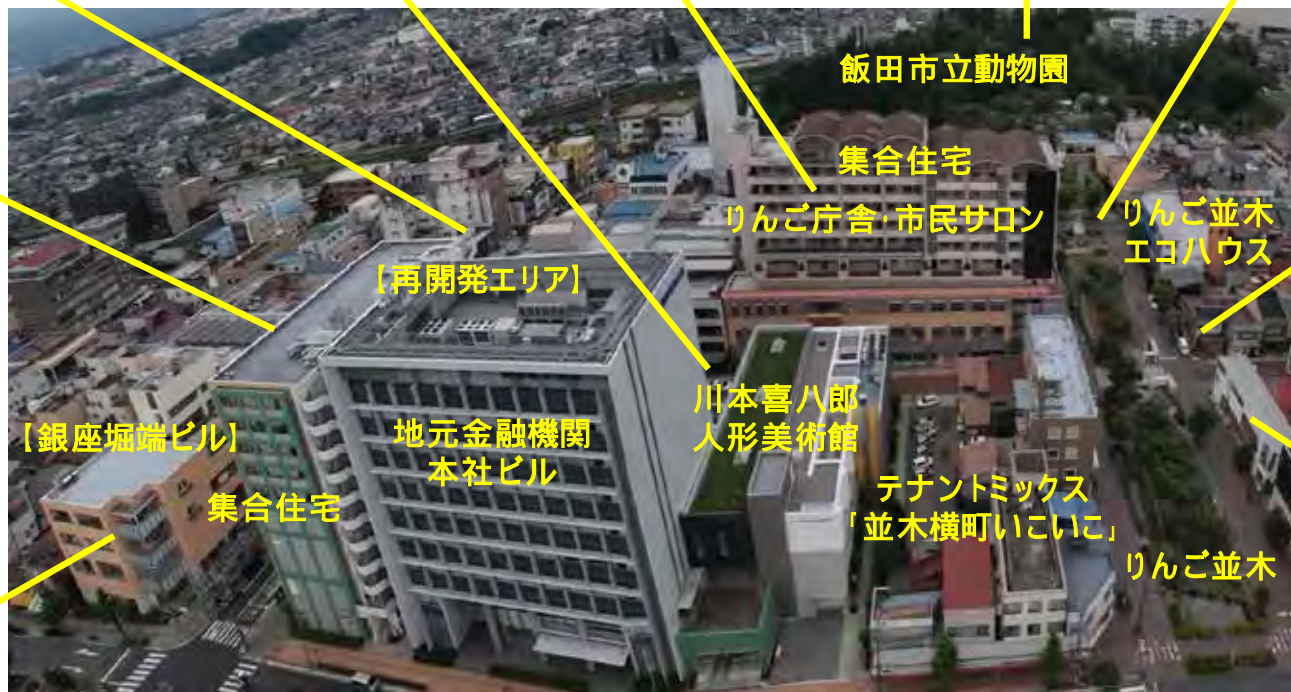 飯田市立動物園
集合住宅
りんご庁舎・市民サロン
りんご並木
エコハウス
【再開発エリア】
川本喜八郎
人形美術館
【銀座堀端ビル】
地元金融機関
本社ビル
集合住宅
テナントミックス
「並木横町いこいこ」
りんご並木